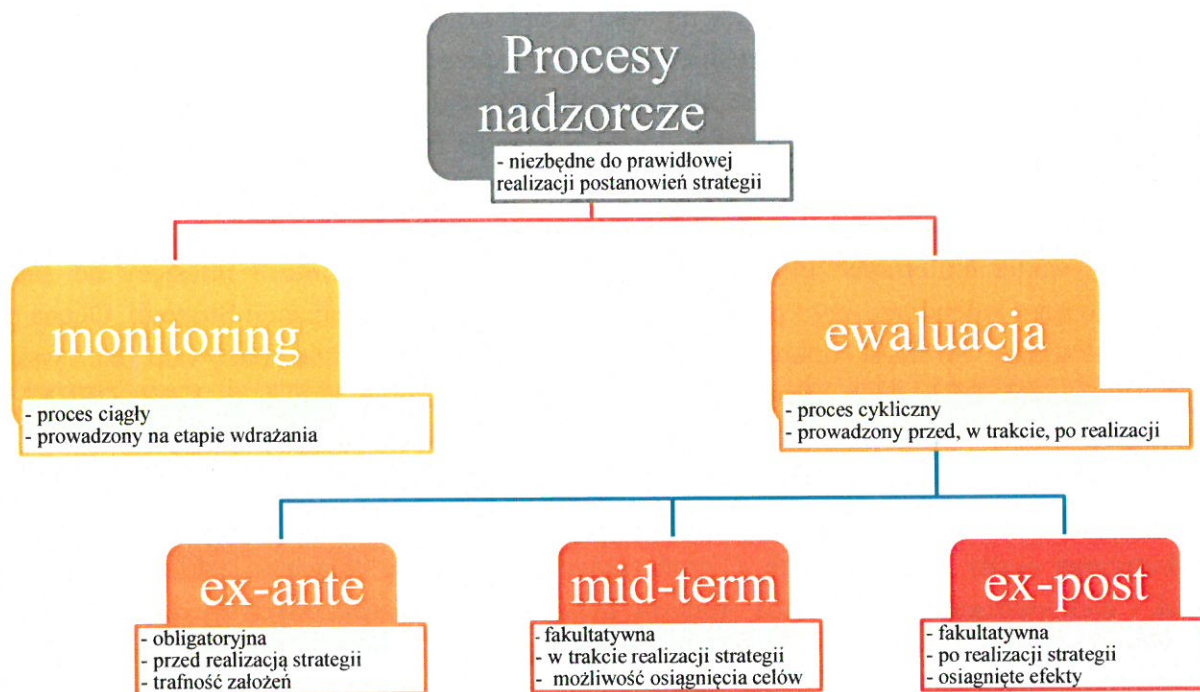 Procesy
nadzorcze
- niezbędne do prawidłowej
realizacji postanowień strategii
monitoring
- proces ciągły
- prowadzony na etapie wdrażania
ewaluacja
- proces cykliczny
- prowadzony przed, w trakcie, po realizacji
ex-ante
- obligatoryjna
- przed realizacją strategii
- trafność założeń
mid-term
- fakultatywna
- w trakcie realizacji strategii
- możliwość osiągnięcia celów
ex-post
- fakultatywna
- po realizacji strategii
- osiagnięte efekty